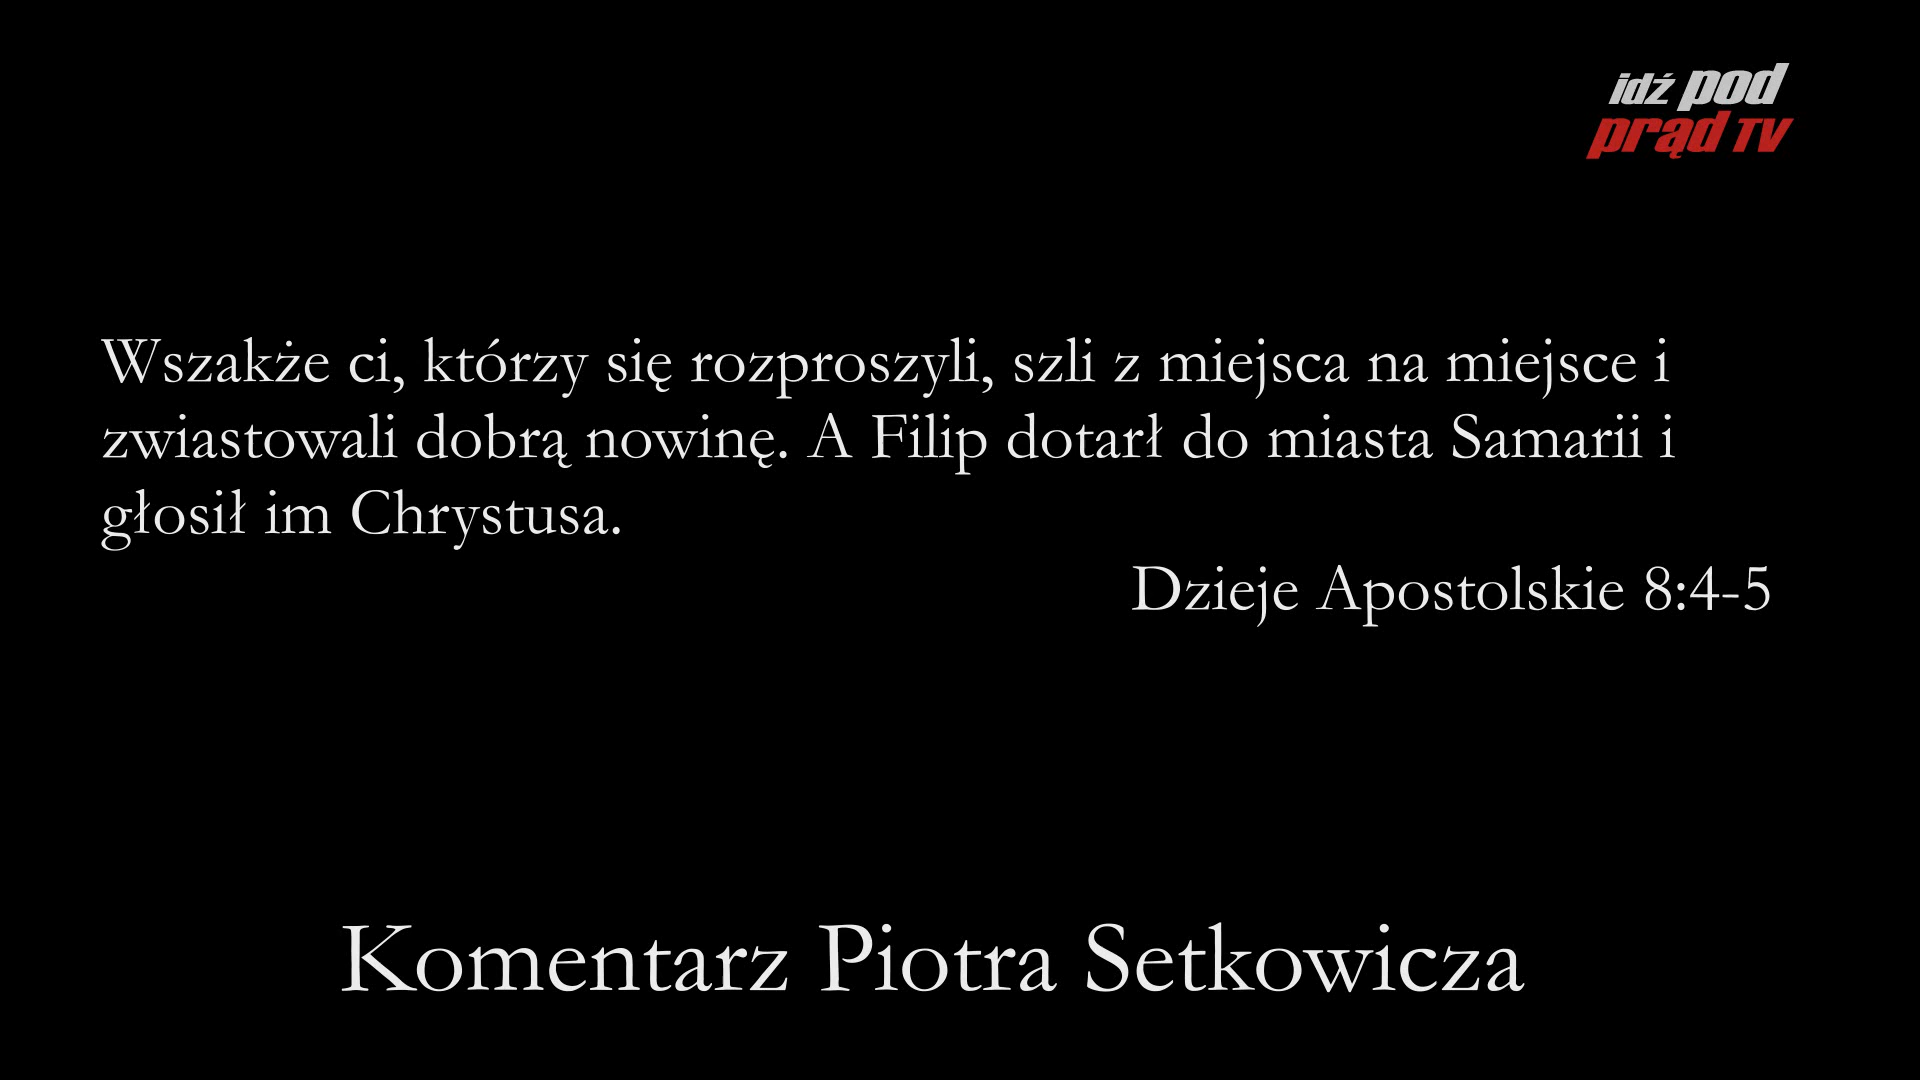 idź pod
prąd TV
Wszakże ci, którzy się rozproszyli, szli z miejsca na miejsce i
zwiastowali dobrą nowinę. A Filip dotarł do miasta Samarii i
głosił im Chrystusa.
Dzieje Apostolskie 8:4-5
Komentarz Piotra Setkowicza